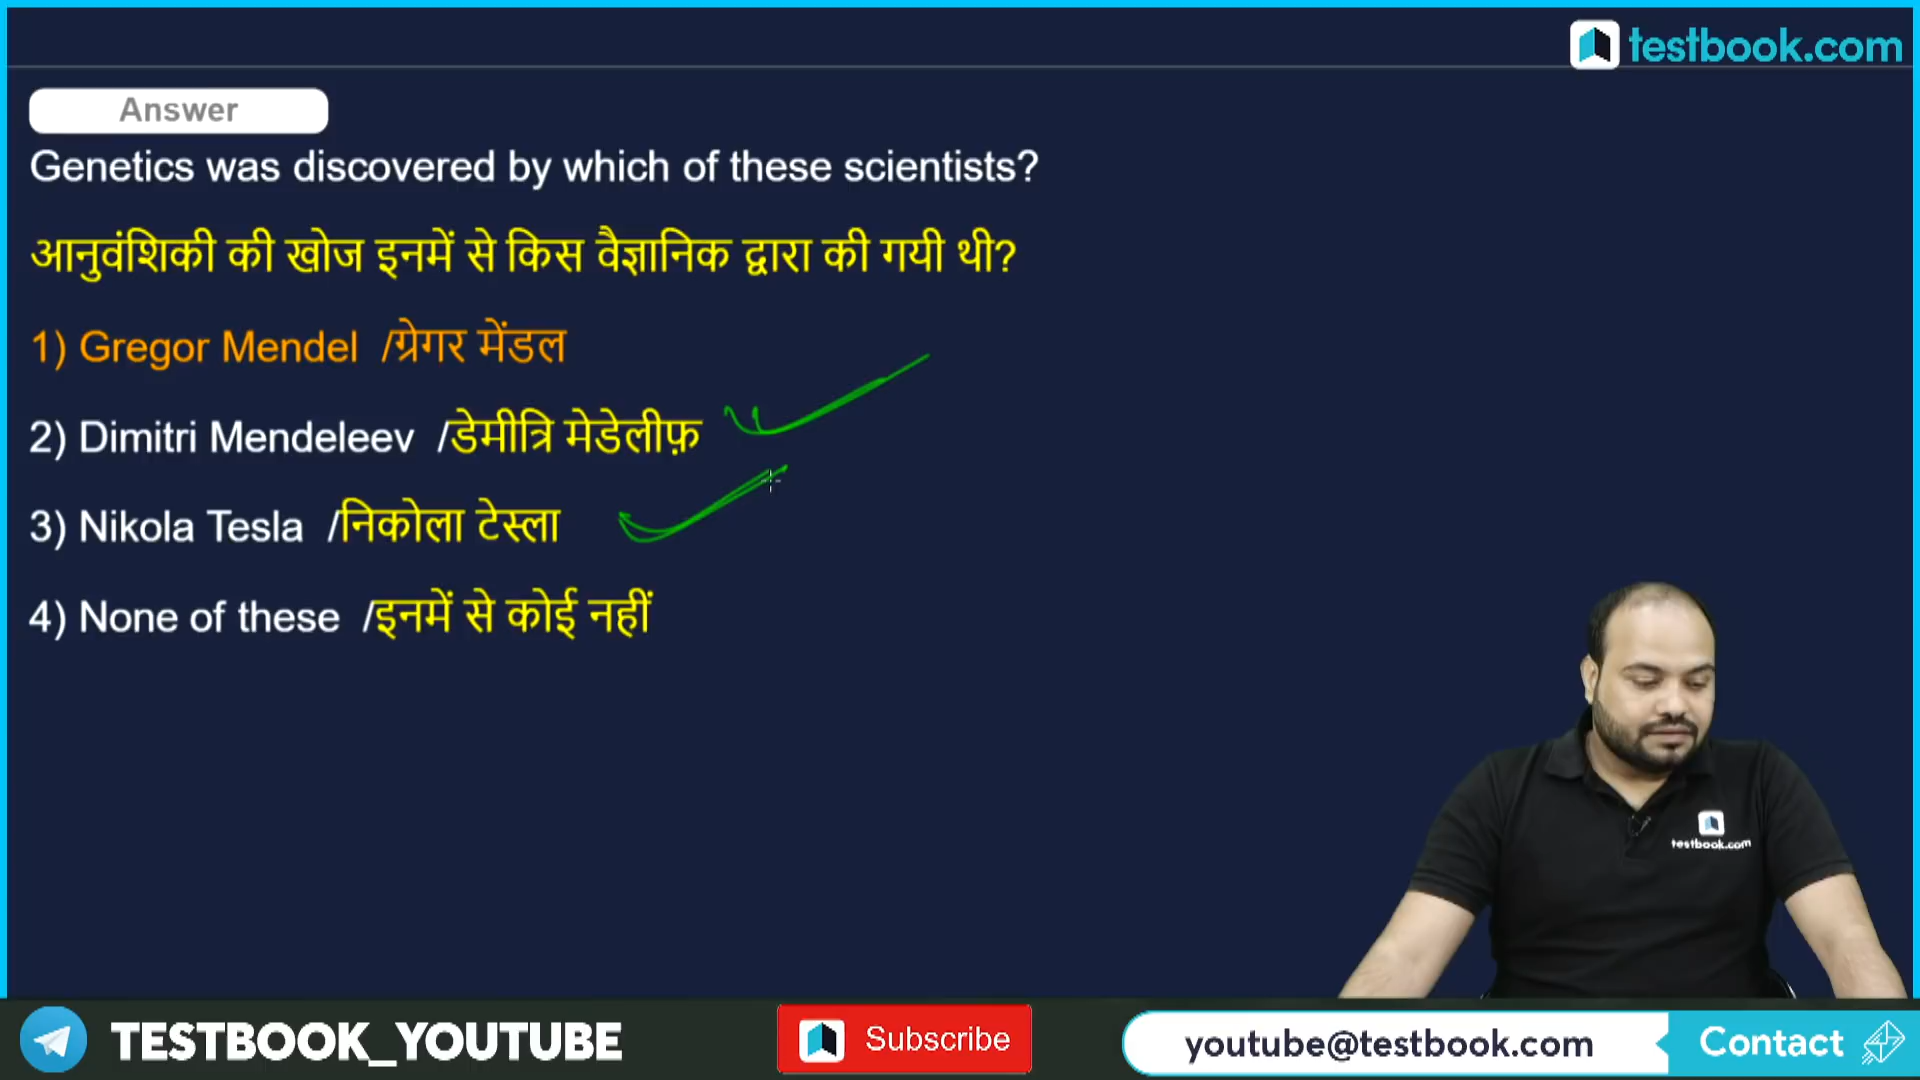 testbook.com
Answer
Genetics was discovered by which of these scientists?
आनुवंशिकी की खोज इनमें से किस वैज्ञानिक द्वारा की गयी थी?
1) Gregor Mendel /ग्रेगर मेंडल
2) Dimitri Mendeleev /डेमीत्रि मेडेलीफ़
3) Nikola Tesla /निकोला टेस्ला
4) None of these /इनमें से कोई नहीं
testbook.com
TESTBOOK_YOUTUBE
Subscribe
youtube@testbook.com
Contact